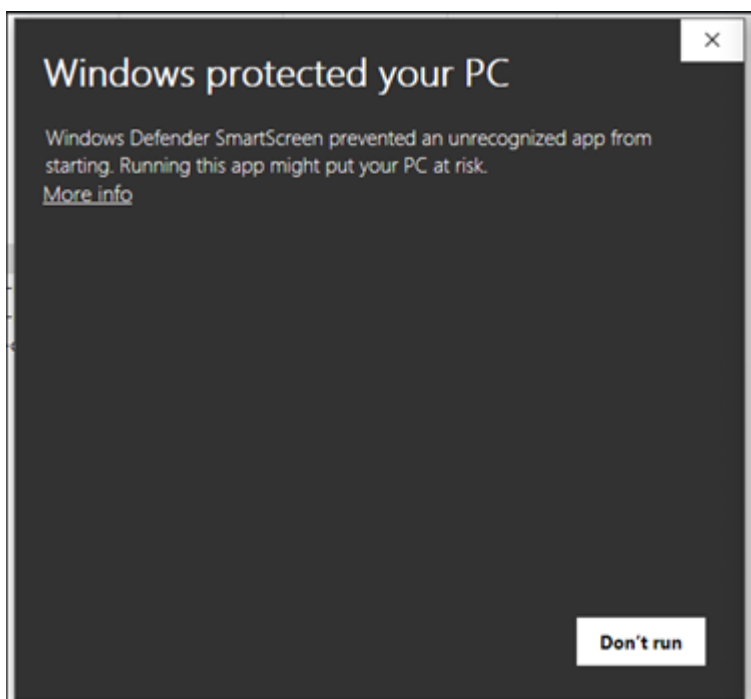 Windows protected your PC
Windows Defender SmartScreen prevented an unrecognized app from
starting. Running this app might put your PC at risk.
More info
Don't run